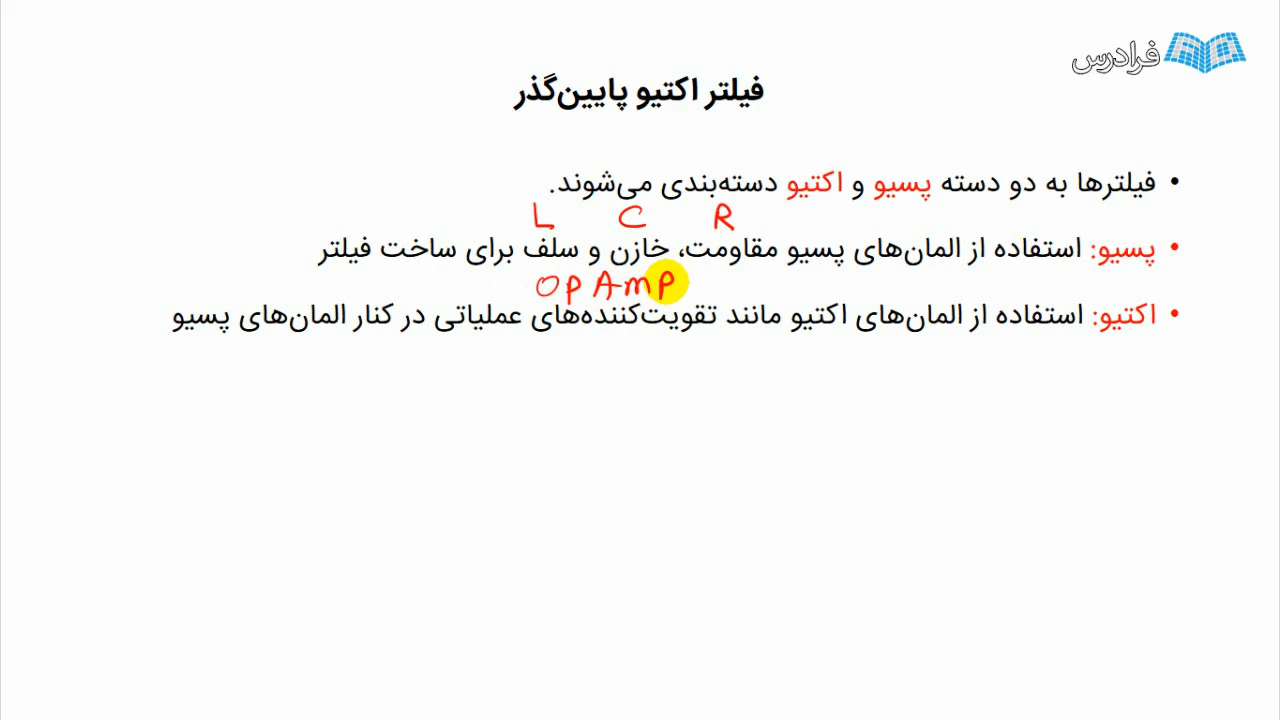 فرادرس
فیلتر اکتیو پایین‌گذر
• فیلترها به دو دسته پسیو و اکتیو دسته‌بندی می‌شوند.
R C L
• پسیو: استفاده از المان‌های پسیو مقاومت، خازن و سلف برای ساخت فیلتر
OpAmp
• اکتیو: استفاده از المان‌های اکتیو مانند تقویت‌کننده‌های عملیاتی در کنار المان‌های پسیو